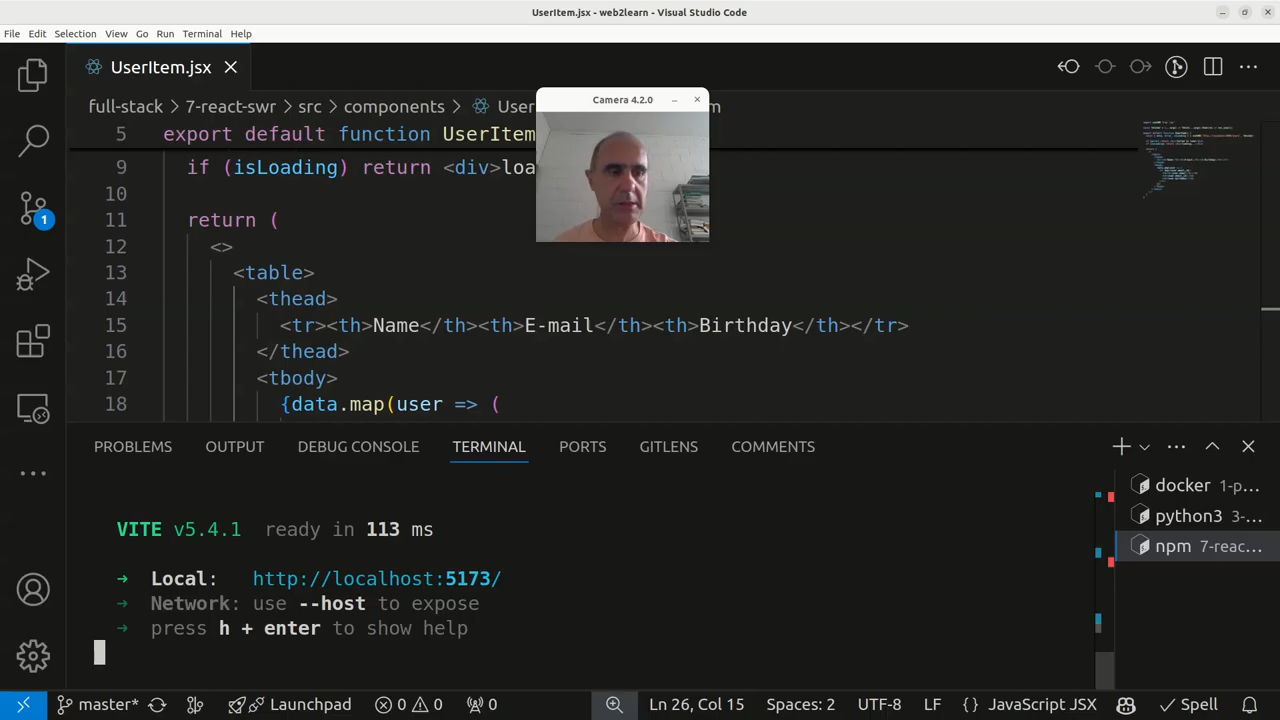 UserItem.jsx - web2learn - Visual Studio Code
File Edit Selection View Go Run Terminal Help
UserItem.jsx
full-stack > 7-react-swr > src > components >
Camera 4.2.0
5 export default function UserItem
9 if (isLoading) return <div>loa
10
11 return (
12 <>
13 <table>
14 <thead>
15 <tr><th>Name</th><th>E-mail</th><th>Birthday</th></tr>
16 </thead>
17 <tbody>
18 {data.map(user => (
PROBLEMS OUTPUT DEBUG CONSOLE TERMINAL PORTS GITLENS COMMENTS
docker 1-p...
python3 3-...
npm 7-reac...
VITE v5.4.1 ready in 113 ms
➜ Local: http://localhost:5173/
➜ Network: use --host to expose
➜ press h + enter to show help
1
master* Launchpad 0 0 0 Ln 26, Col 15 Spaces: 2 UTF-8 LF {} JavaScript JSX Spell